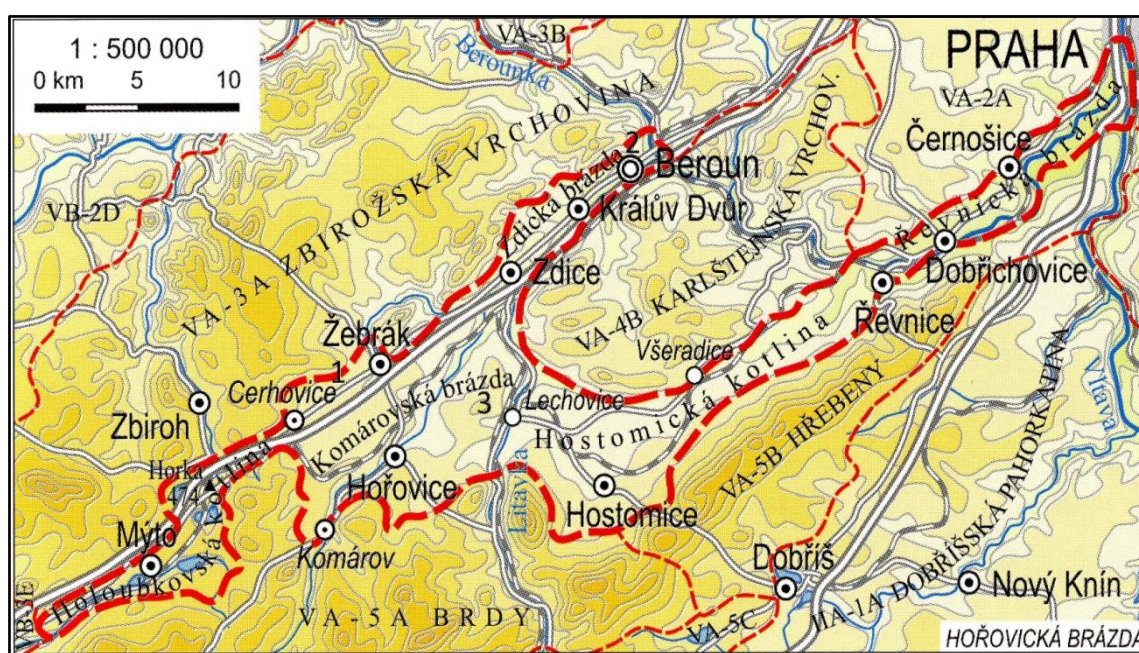 1 : 500 000
0 km 5 10
VA-3B
Berounka
PRAHA
VA-2A
Černošice
Řevnická brázda
2
Beroun
Zdická brázda
Králův Dvůr
VA-3A ZBIROŽSKÁ VRCHOVINA
VB-2D
Zdice
VA-4B KARLŠTEJNSKÁ VRCHOV.
Dobřichovice
Řevnice
Žebrák
1
Všeradice
Cerhovice
Komárovská brázda
3
Lechovice
Hostomická kotlina
Zbiroh
Horka
474
Hořovice
Litavka
Hostomice
VA-5B HŘEBENY
Vltava
Mýto
Holoubkovská kotlina
Komárov
Dobříš
Nový Knín
IIA-1A DOBŘÍŠSKÁ PAHORKATINA
VB-3E
VA-5A BRDY
VA-5C
HOŘOVICKÁ BRÁZDA